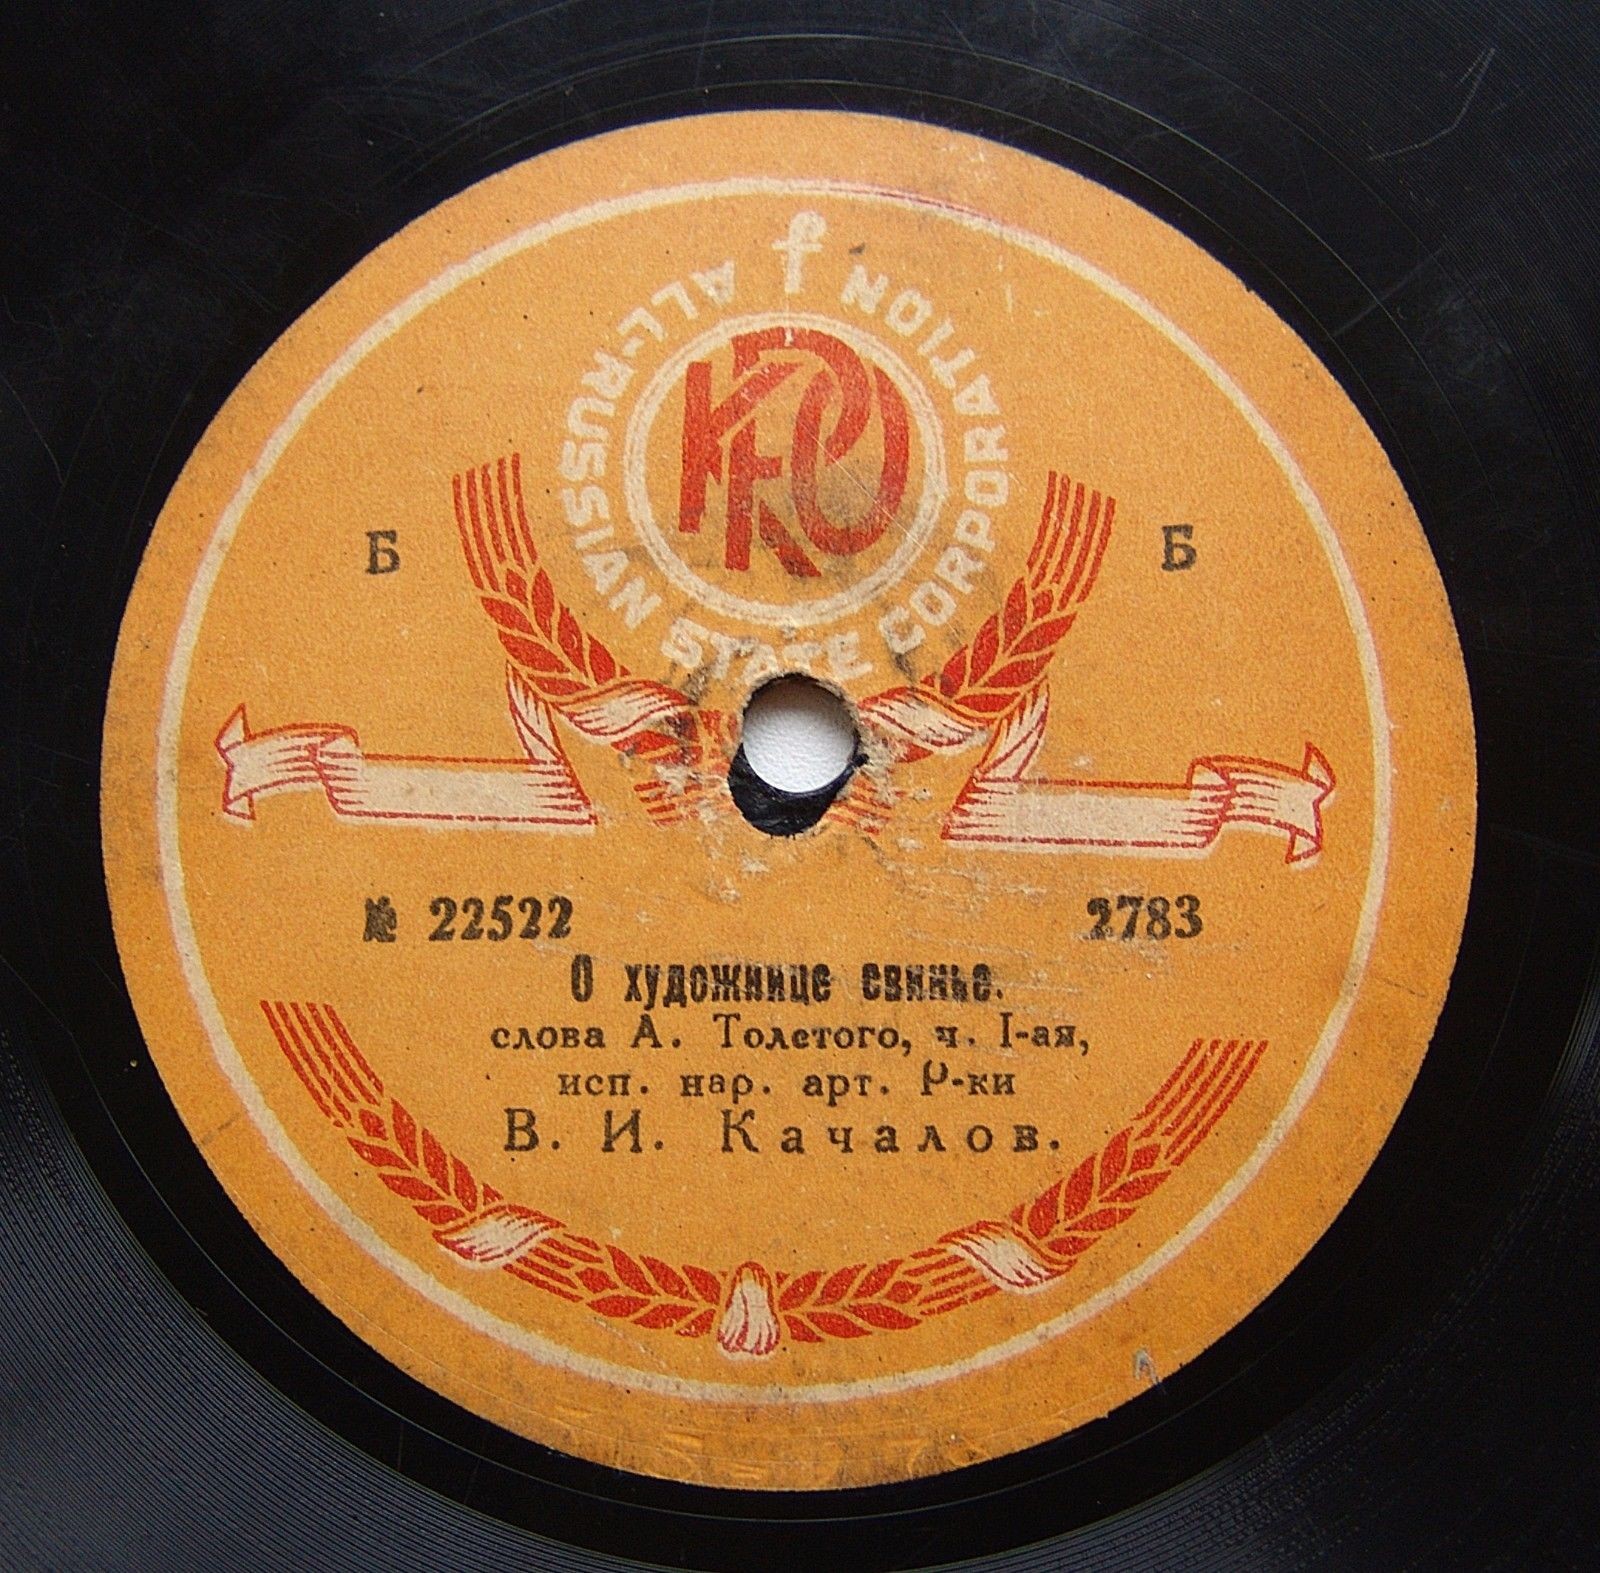 ALL-RUSSIAN STATE CORPORATION
Б Б
№ 22522 2783
О художнице свинье.
слова А. Толстого, ч. I-ая,
исп. нар. арт. Р-ки
В. И. Качалов.